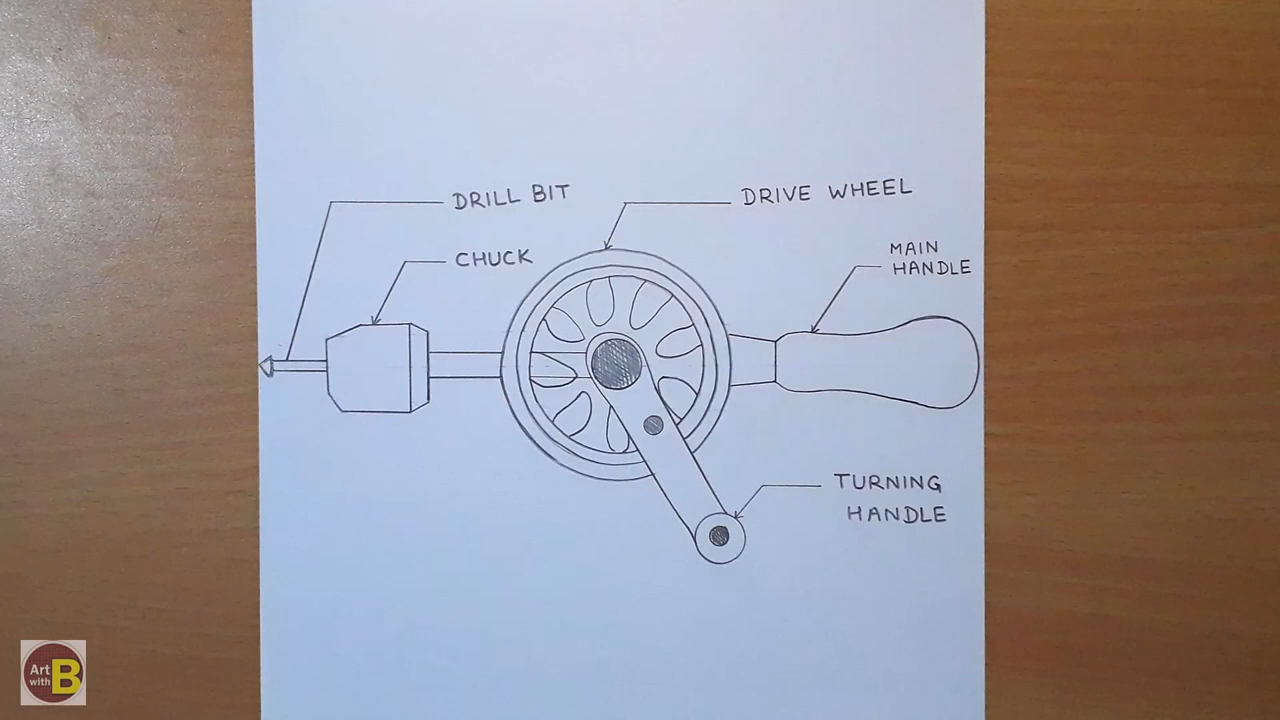 DRILL BIT
DRIVE WHEEL
CHUCK
MAIN
HANDLE
TURNING
HANDLE
Art
with B